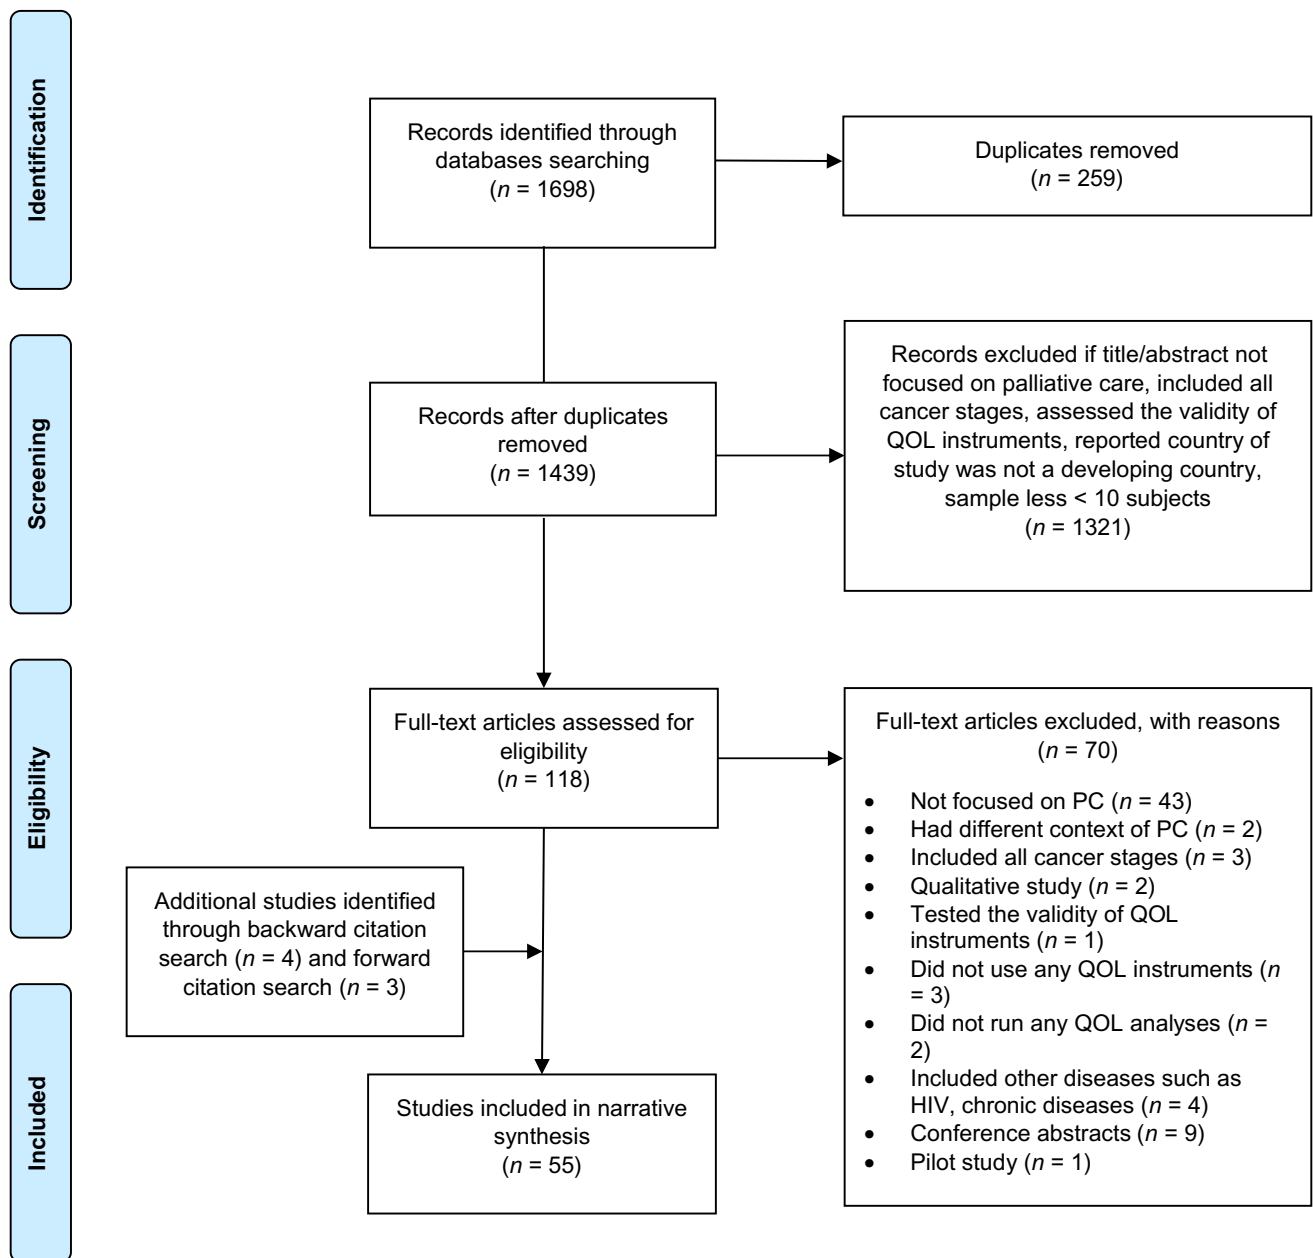 Identification
Records identified through
databases searching
(n = 1698)
Duplicates removed
(n = 259)
Screening
Records after duplicates
removed
(n = 1439)
Records excluded if title/abstract not
focused on palliative care, included all
cancer stages, assessed the validity of
QOL instruments, reported country of
study was not a developing country,
sample less < 10 subjects
(n = 1321)
Eligibility
Full-text articles assessed for
eligibility
(n = 118)
Full-text articles excluded, with reasons
(n = 70)
• Not focused on PC (n = 43)
• Had different context of PC (n = 2)
• Included all cancer stages (n = 3)
• Qualitative study (n = 2)
• Tested the validity of QOL
instruments (n = 1)
• Did not use any QOL instruments (n
= 3)
• Did not run any QOL analyses (n =
2)
• Included other diseases such as
HIV, chronic diseases (n = 4)
• Conference abstracts (n = 9)
• Pilot study (n = 1)
Additional studies identified
through backward citation
search (n = 4) and forward
citation search (n = 3)
Included
Studies included in narrative
synthesis
(n = 55)